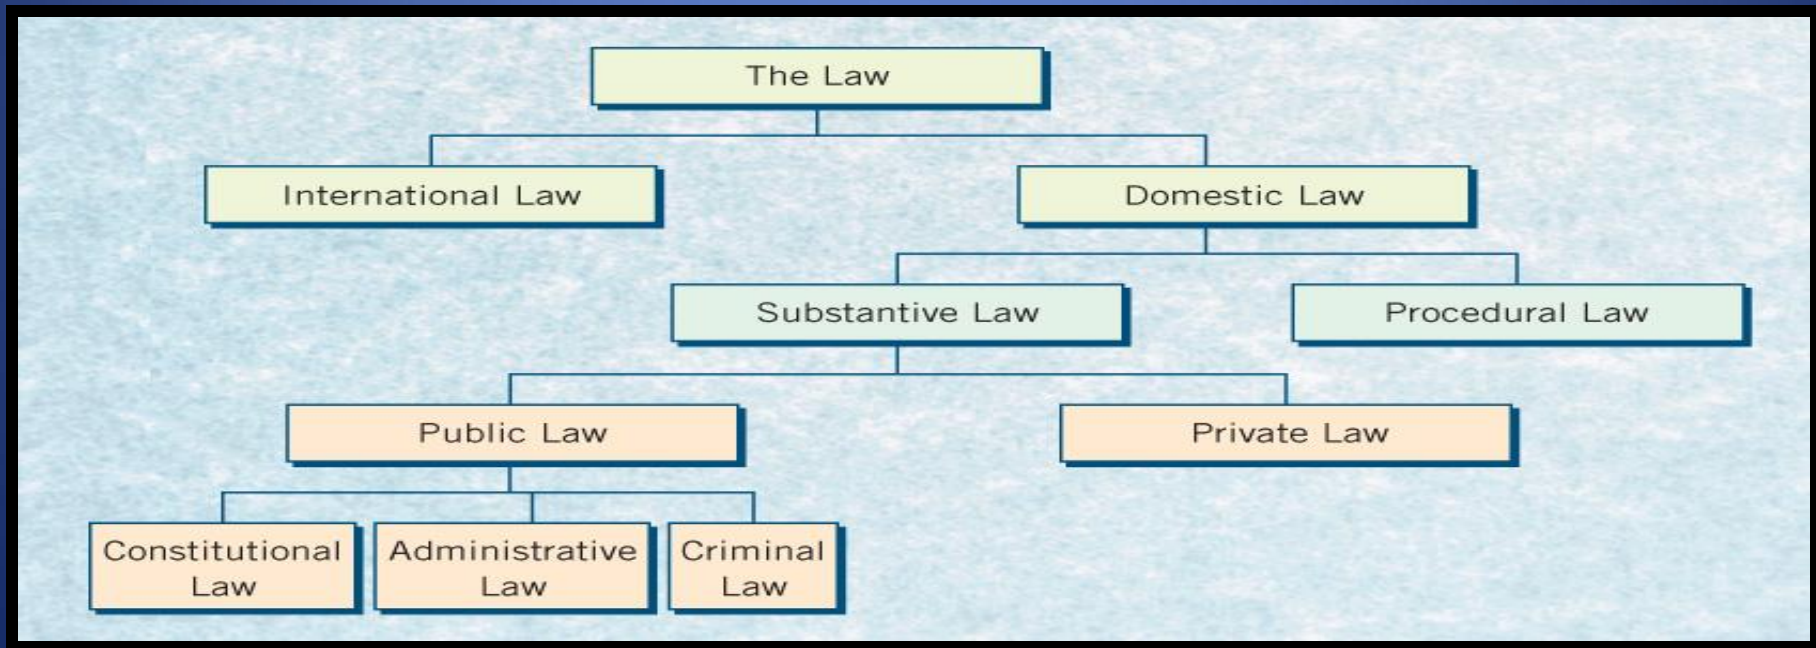 The Law
International Law
Domestic Law
Substantive Law
Procedural Law
Public Law
Private Law
Constitutional
Law
Administrative
Law
Criminal
Law